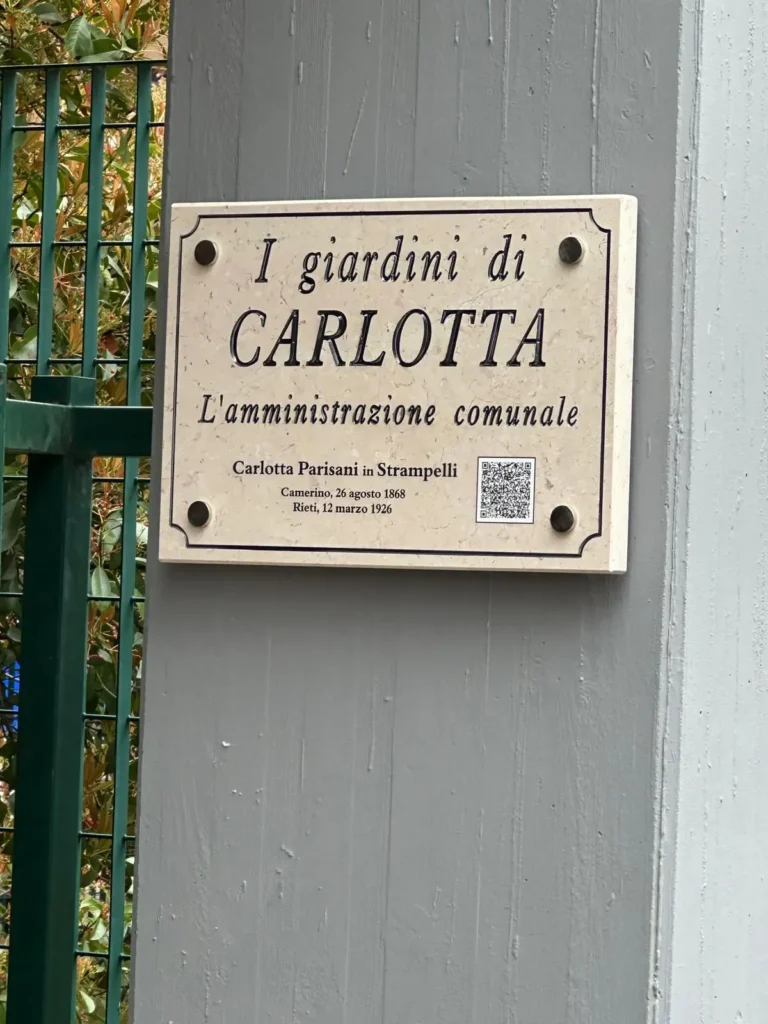 I giardini di
CARLOTTA
L'amministrazione comunale
Carlotta Parisani in Strampelli
Camerino, 26 agosto 1868
Rieti, 12 marzo 1926